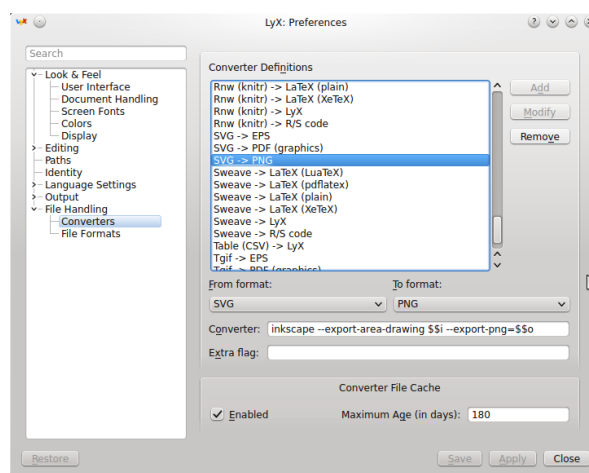 LyX: Preferences
Search
Look & Feel
User Interface
Document Handling
Screen Fonts
Colors
Display
Editing
Paths
Identity
Language Settings
Output
File Handling
Converters
File Formats
Converter Definitions
Rnw (knitr) -> LaTeX (plain)
Rnw (knitr) -> LaTeX (XeTeX)
Rnw (knitr) -> LyX
Rnw (knitr) -> R/S code
SVG -> EPS
SVG -> PDF (graphics)
SVG -> PNG
Sweave -> LaTeX (LuaTeX)
Sweave -> LaTeX (pdflatex)
Sweave -> LaTeX (plain)
Sweave -> LaTeX (XeTeX)
Sweave -> LyX
Sweave -> R/S code
Table (CSV) -> LyX
Tgif -> EPS
Tgif -> PDF (graphics)
Add
Modify
Remove
From format:
To format:
SVG
PNG
Converter: inkscape --export-area-drawing $$i --export-png=$$o
Extra flag:
Converter File Cache
Enabled
Maximum Age (in days): 180
Restore
Save
Apply
Close